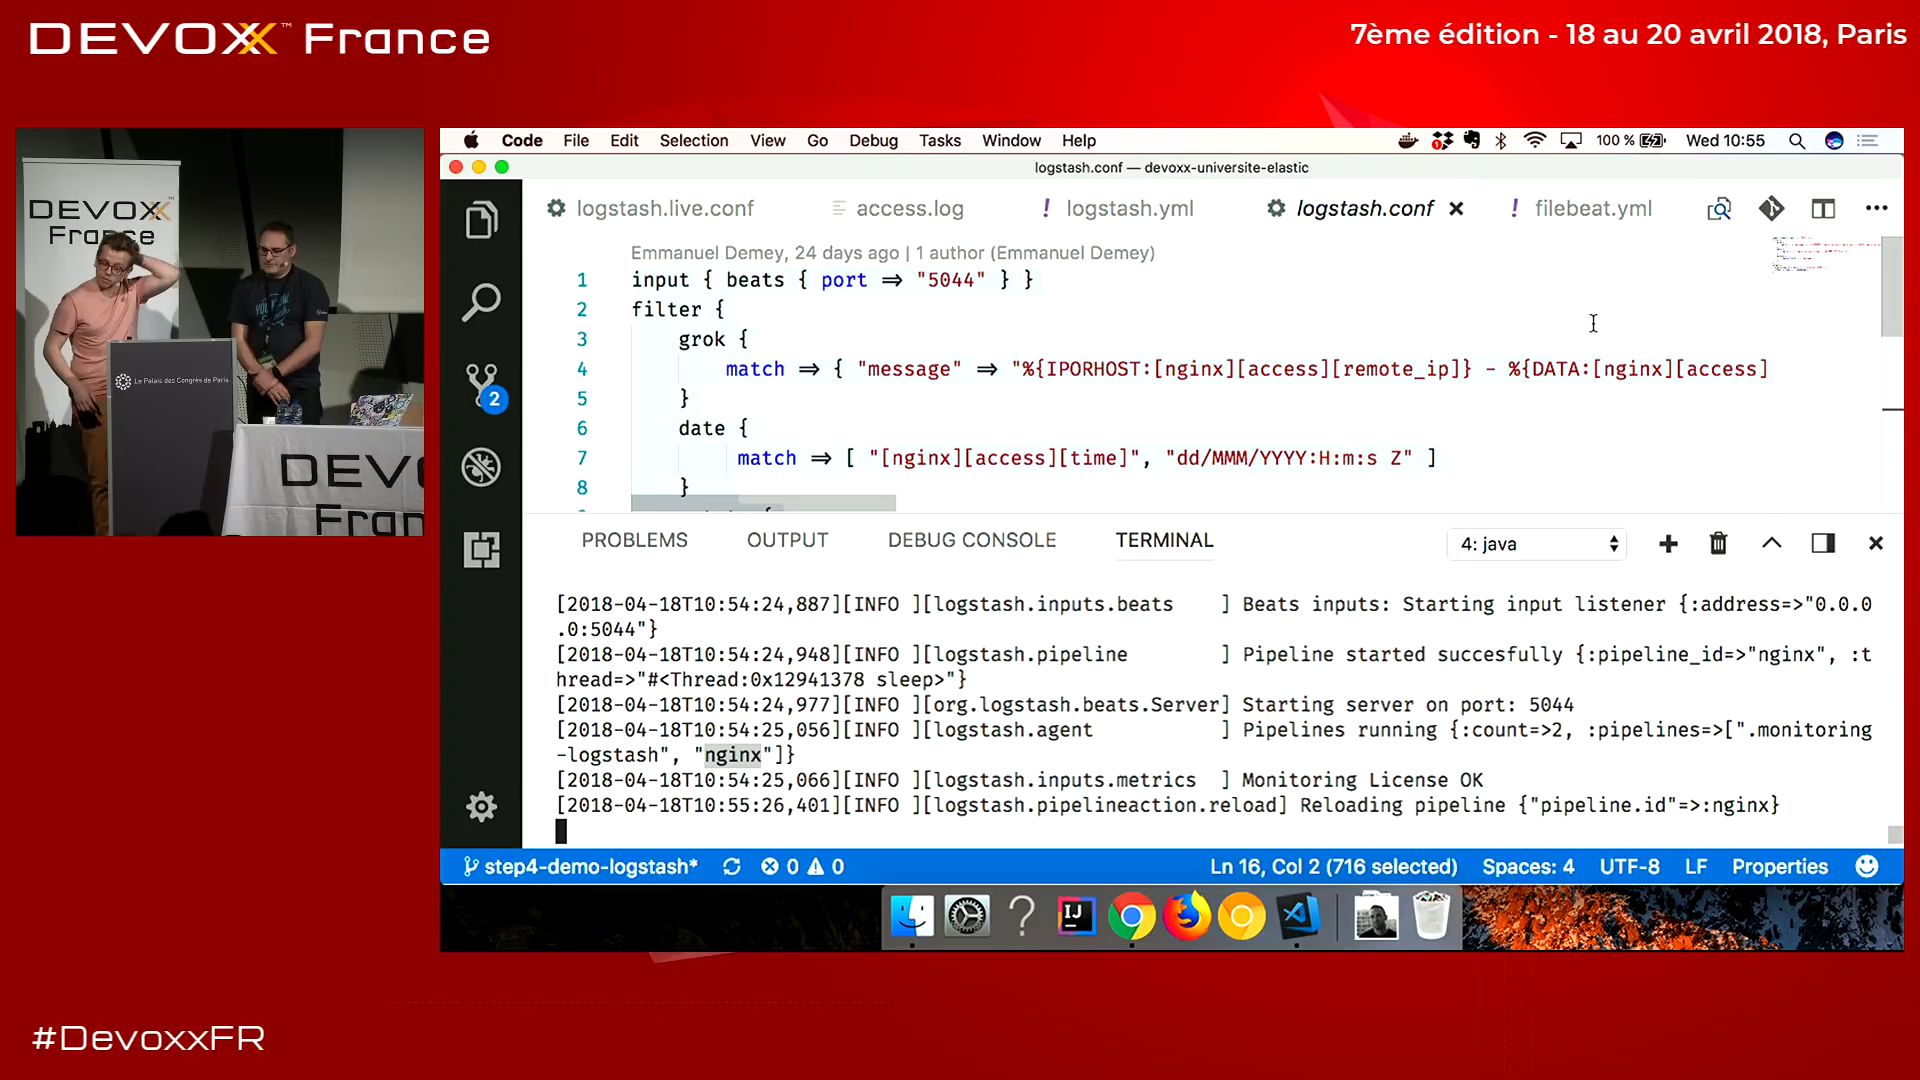 DEVOXX™ France
7ème édition - 18 au 20 avril 2018, Paris
DEVOXX™
France
Le Palais des Congrès de Paris
DEV
Fran
Code File Edit Selection View Go Debug Tasks Window Help
100 % Wed 10:55
logstash.conf — devoxx-universite-elastic
logstash.live.conf
access.log
! logstash.yml
logstash.conf
! filebeat.yml
Emmanuel Demey, 24 days ago | 1 author (Emmanuel Demey)
1 input { beats { port => "5044" } }
2 filter {
3 grok {
4 match => { "message" => "%{IPORHOST:[nginx][access][remote_ip]} - %{DATA:[nginx][access]
5 }
6 date {
7 match => [ "[nginx][access][time]", "dd/MMM/YYYY:H:m:s Z" ]
8 }
2
PROBLEMS OUTPUT DEBUG CONSOLE TERMINAL
4: java
[2018-04-18T10:54:24,887][INFO ][logstash.inputs.beats    ] Beats inputs: Starting input listener {:address=>"0.0.0
.0:5044"}
[2018-04-18T10:54:24,948][INFO ][logstash.pipeline        ] Pipeline started succesfully {:pipeline_id=>"nginx", :t
hread=>"#<Thread:0x12941378 sleep>"}
[2018-04-18T10:54:24,977][INFO ][org.logstash.beats.Server] Starting server on port: 5044
[2018-04-18T10:54:25,056][INFO ][logstash.agent           ] Pipelines running {:count=>2, :pipelines=>[".monitoring
-logstash", "nginx"]}
[2018-04-18T10:54:25,066][INFO ][logstash.inputs.metrics  ] Monitoring License OK
[2018-04-18T10:55:26,401][INFO ][logstash.pipelineaction.reload] Reloading pipeline {"pipeline.id"=>:nginx}
step4-demo-logstash* 0 0
Ln 16, Col 2 (716 selected) Spaces: 4 UTF-8 LF Properties
IJ
#DevoxxFR